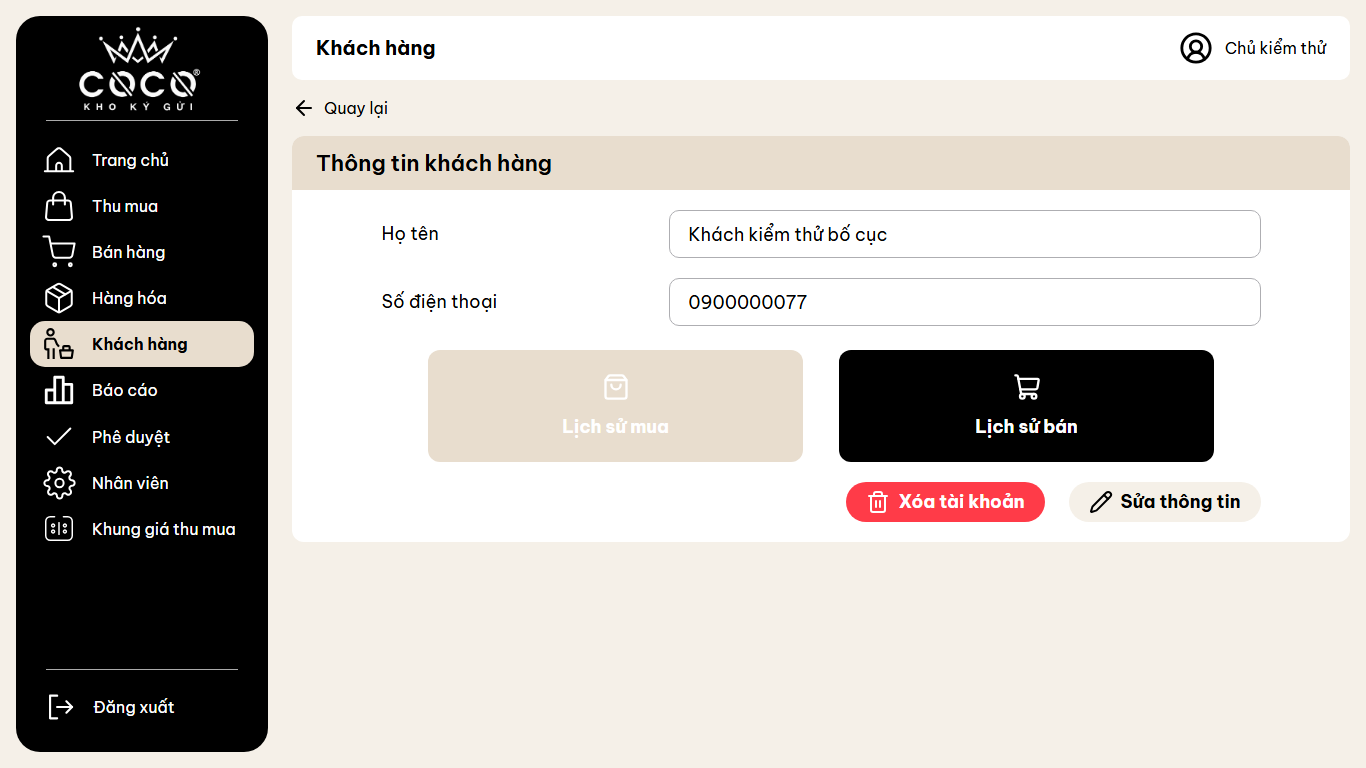 COCO®
KHO KÝ GỬI
Trang chủ
Thu mua
Bán hàng
Hàng hóa
Khách hàng
Báo cáo
Phê duyệt
Nhân viên
Khung giá thu mua
Đăng xuất
Khách hàng
Chủ kiểm thử
Quay lại
Thông tin khách hàng
Họ tên
Khách kiểm thử bố cục
Số điện thoại
0900000077
Lịch sử mua
Lịch sử bán
Xóa tài khoản
Sửa thông tin